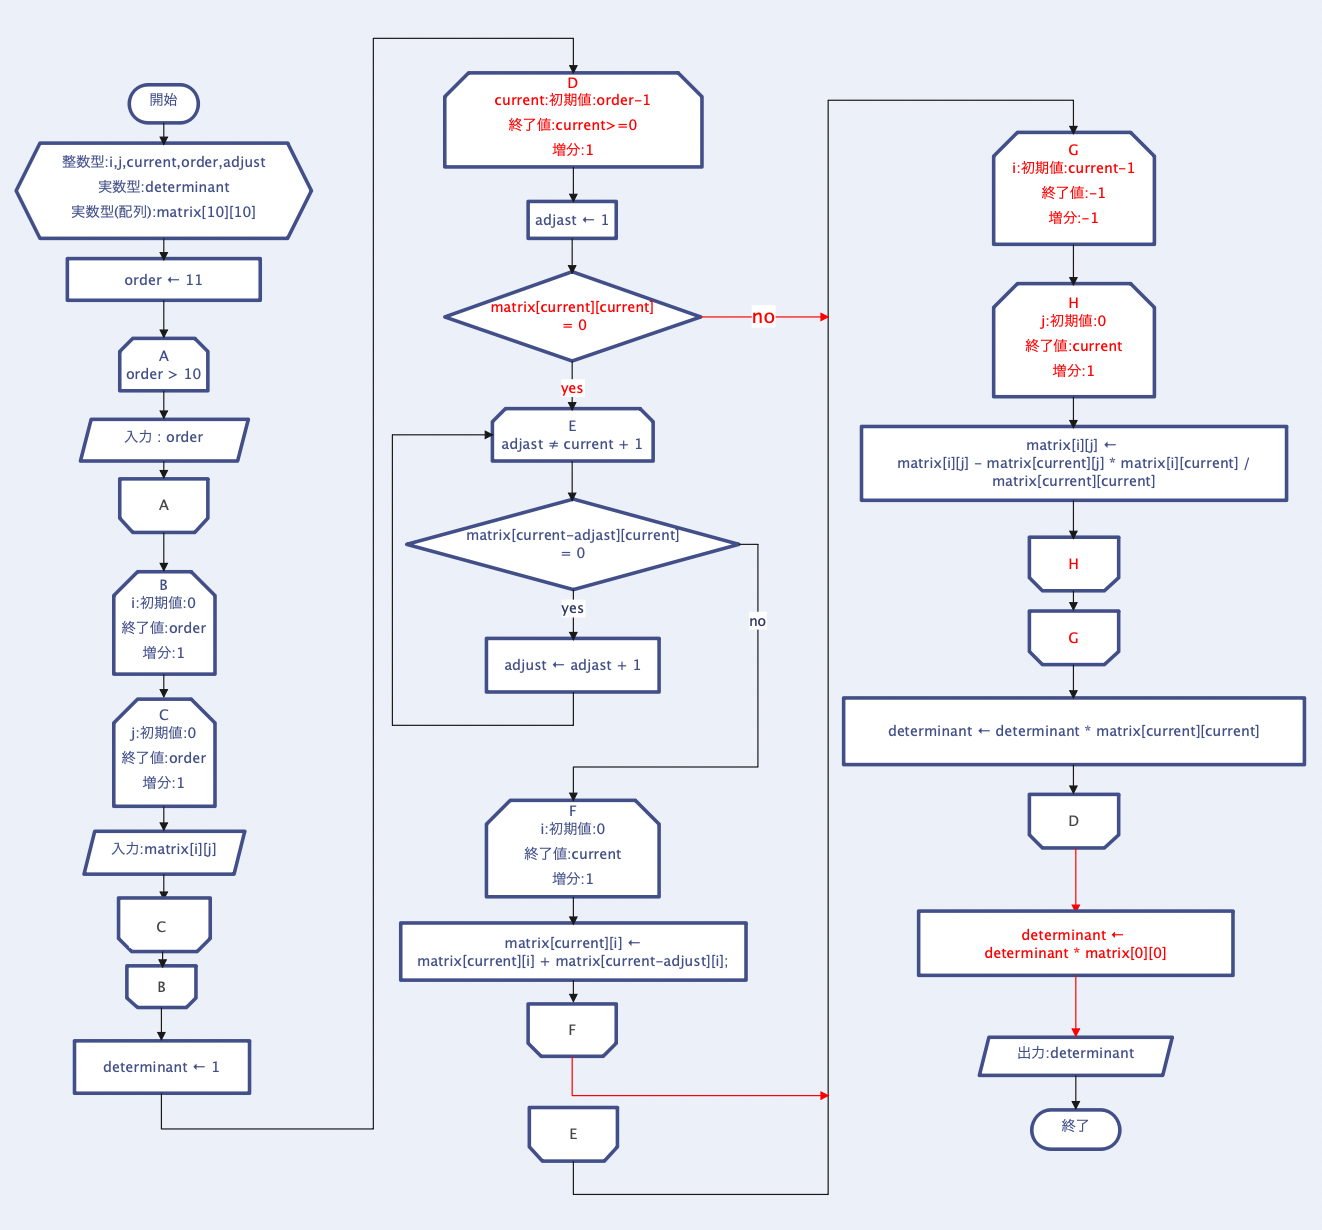 開始
整数型:i,j,current,order,adjust
実数型:determinant
実数型(配列):matrix[10][10]
order ← 11
A
order > 10
入力 : order
A
B
i:初期値:0
終了値:order
増分:1
C
j:初期値:0
終了値:order
増分:1
入力:matrix[i][j]
C
B
determinant ← 1
D
current:初期値:order-1
終了値:current>=0
増分:1
adjast ← 1
matrix[current][current]
= 0
no
yes
E
adjast ≠ current + 1
matrix[current-adjast][current]
= 0
yes
no
adjust ← adjast + 1
F
i:初期値:0
終了値:current
増分:1
matrix[current][i] ←
matrix[current][i] + matrix[current-adjust][i];
F
E
G
i:初期値:current-1
終了値:-1
増分:-1
H
j:初期値:0
終了値:current
増分:1
matrix[i][j] ←
matrix[i][j] - matrix[current][j] * matrix[i][current] /
matrix[current][current]
H
G
determinant ← determinant * matrix[current][current]
D
determinant ←
determinant * matrix[0][0]
出力:determinant
終了